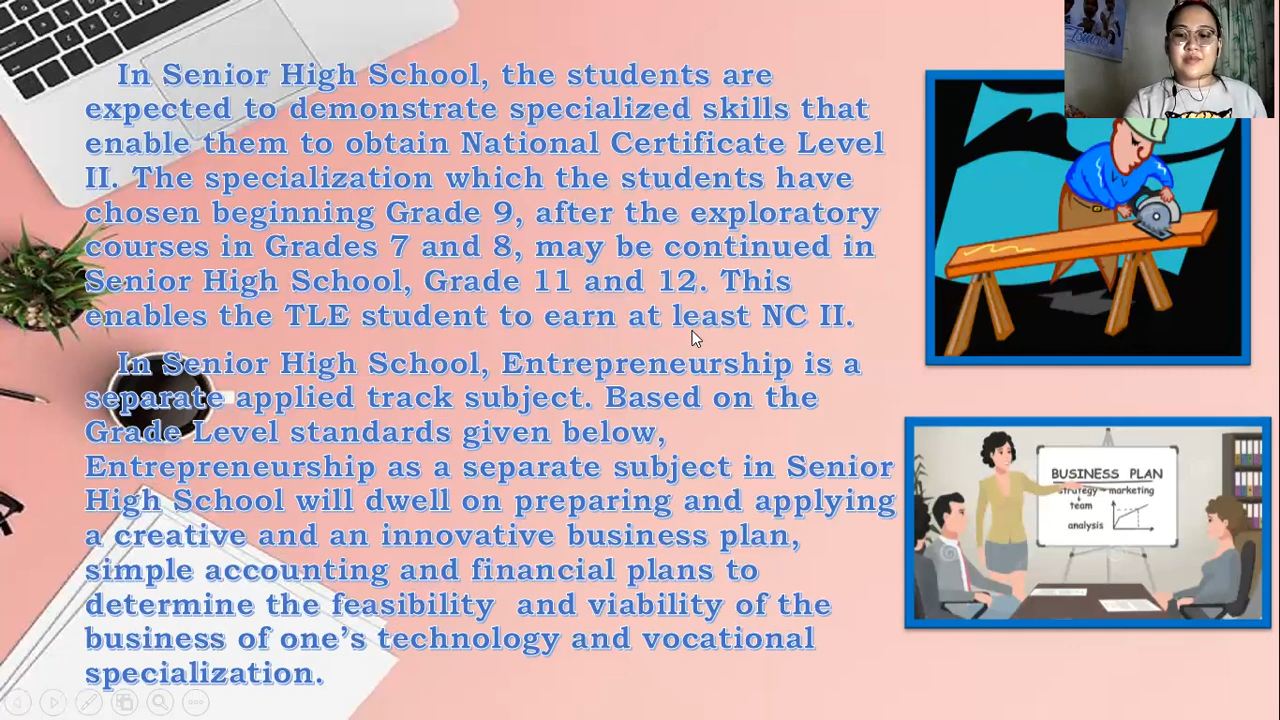 In Senior High School, the students are
expected to demonstrate specialized skills that
enable them to obtain National Certificate Level
II. The specialization which the students have
chosen beginning Grade 9, after the exploratory
courses in Grades 7 and 8, may be continued in
Senior High School, Grade 11 and 12. This
enables the TLE student to earn at least NC II.
In Senior High School, Entrepreneurship is a
separate applied track subject. Based on the
Grade Level standards given below,
Entrepreneurship as a separate subject in Senior
High School will dwell on preparing and applying
a creative and an innovative business plan,
simple accounting and financial plans to
determine the feasibility and viability of the
business of one's technology and vocational
specialization.
BUSINESS PLAN
strategy marketing
team
analysis